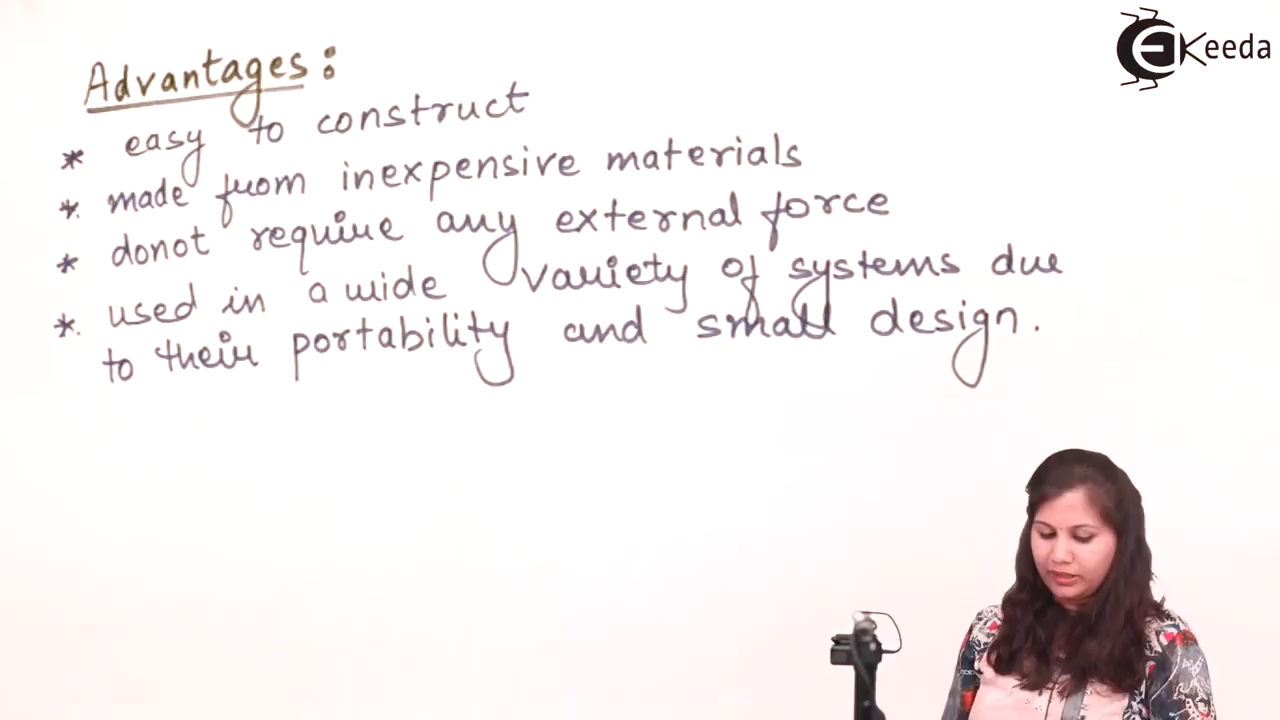 Advantages:
* easy to construct
* made from inexpensive materials
* donot require any external force
* used in a wide variety of systems due
to their portability and small design.
EKeeda